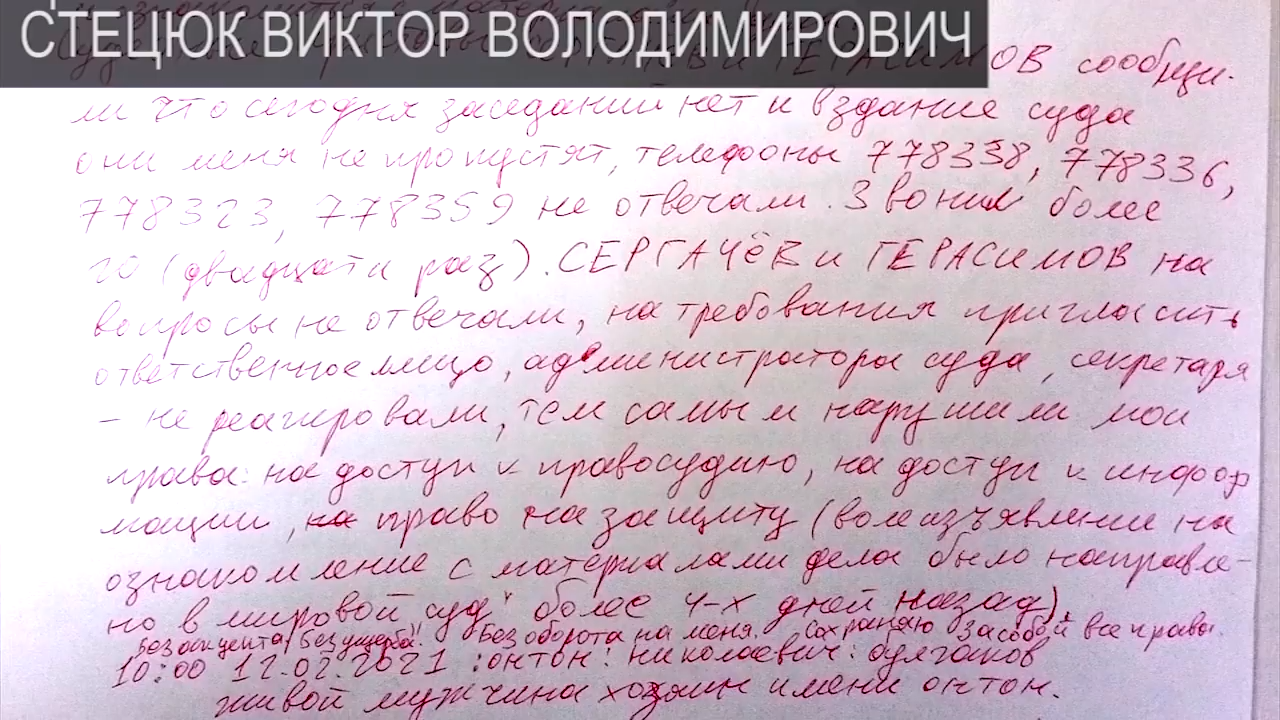 СТЕЦЮК ВИКТОР ВОЛОДИМИРОВИЧ
ОВ сообщи-
ли что сегодня заседаний нет и вздание суда
они меня не пропустят, телефоны 778338, 778336,
778323, 778359 не отвечали. Звонил более
20 (двадцати раз). СЕРГАЧЁВ и ГЕРАСИМОВ на
вопросы не отвечали, на требования пригласить
ответственное лицо, администратора суда, секретаря
- не реагировали, тем самым нарушили мои
права: на доступ к правосудию, на доступ к инфор
мации, на право на защиту (волеизъявление на
ознакомление с материалами дела было направле-
но в мировой суд более 4-х дней назад).
Без акцента, без ущерба!! Без оборота на меня. Сохраняю за собой все права.
10:00 12.02.2021 :онтон: николаевич: булгаков
живой мужчина хозяин имени онтон.